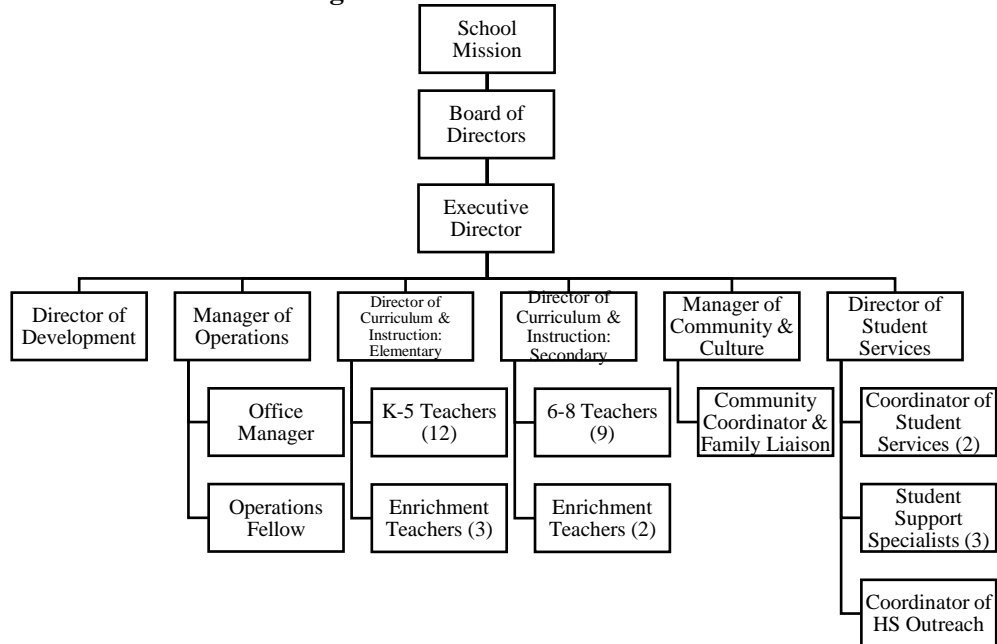 School
Mission
Board of
Directors
Executive
Director
Director of
Development
Manager of
Operations
Director of
Curriculum &
Instruction:
Elementary
Director of
Curriculum &
Instruction:
Secondary
Manager of
Community &
Culture
Director of
Student
Services
Office
Manager
Operations
Fellow
K-5 Teachers
(12)
Enrichment
Teachers (3)
6-8 Teachers
(9)
Enrichment
Teachers (2)
Community
Coordinator &
Family Liaison
Coordinator of
Student
Services (2)
Student
Support
Specialists (3)
Coordinator of
HS Outreach